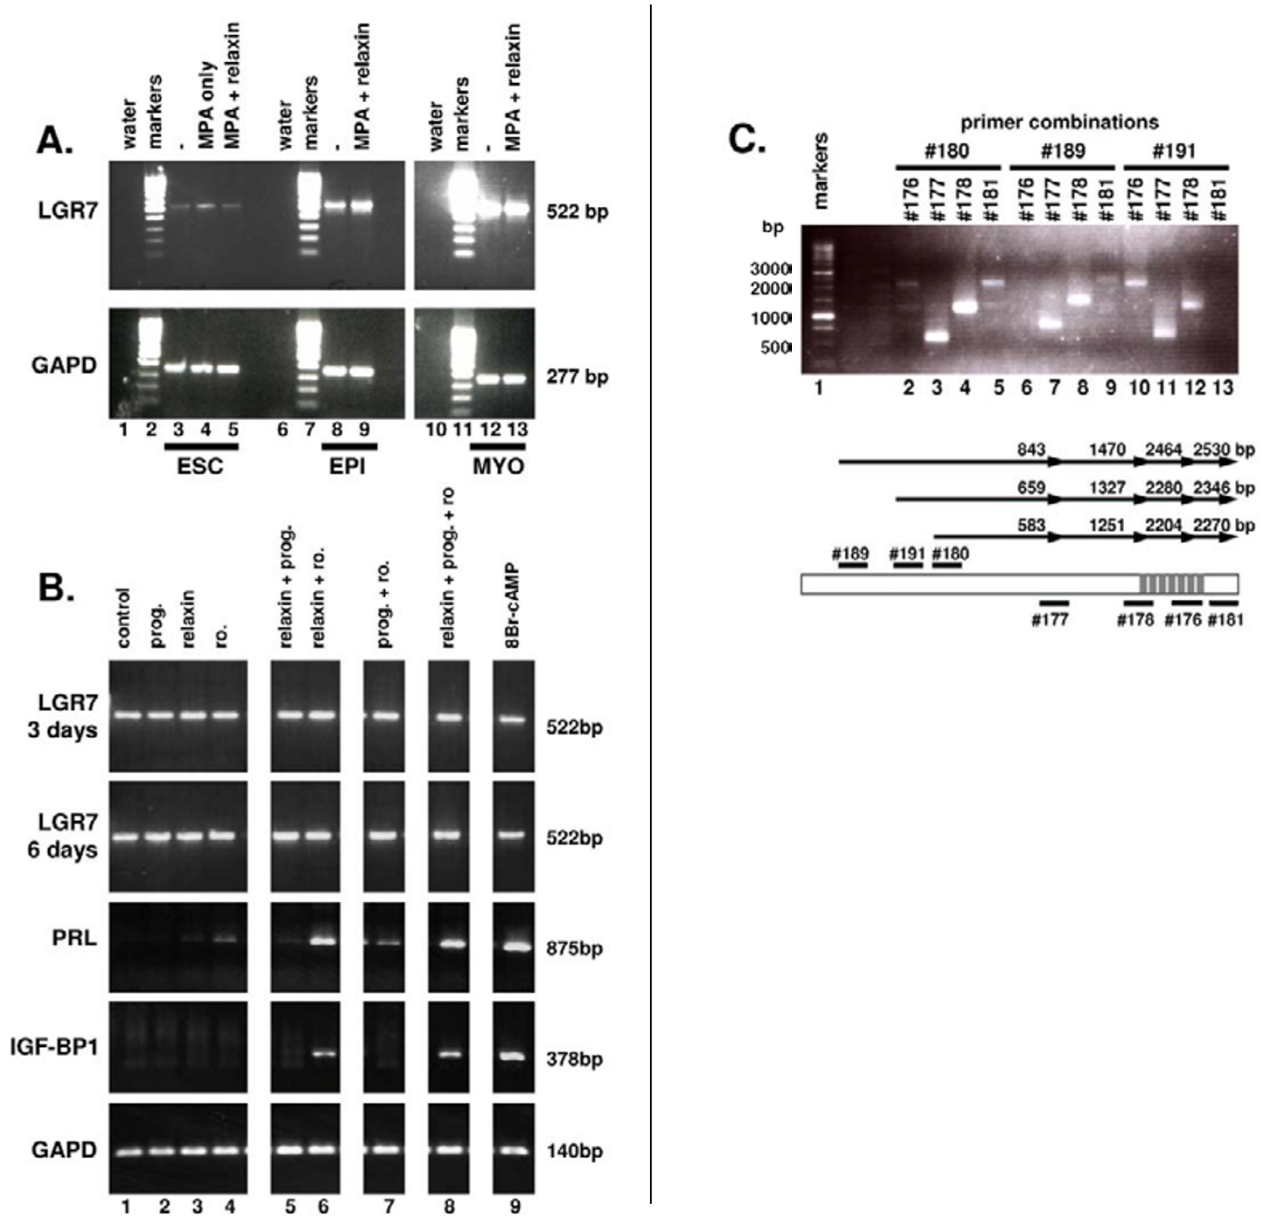 A.
water
markers
-
MPA only
MPA + relaxin
water
markers
-
MPA + relaxin
water
markers
-
MPA + relaxin
LGR7
522 bp
GAPD
277 bp
1 2 3 4 5 6 7 8 9 10 11 12 13
ESC EPI MYO
B.
control
prog.
relaxin
ro.
relaxin + prog.
relaxin + ro.
prog. + ro.
relaxin + prog. + ro
8Br-cAMP
LGR7
3 days
522bp
LGR7
6 days
522bp
PRL
875bp
IGF-BP1
378bp
GAPD
140bp
1 2 3 4 5 6 7 8 9
C.
primer combinations
#180 #189 #191
markers
#176
#177
#178
#181
#176
#177
#178
#181
#176
#177
#178
#181
bp
3000
2000
1000
500
1 2 3 4 5 6 7 8 9 10 11 12 13
843 1470 2464 2530 bp
659 1327 2280 2346 bp
583 1251 2204 2270 bp
#189 #191 #180
#177 #178 #176 #181